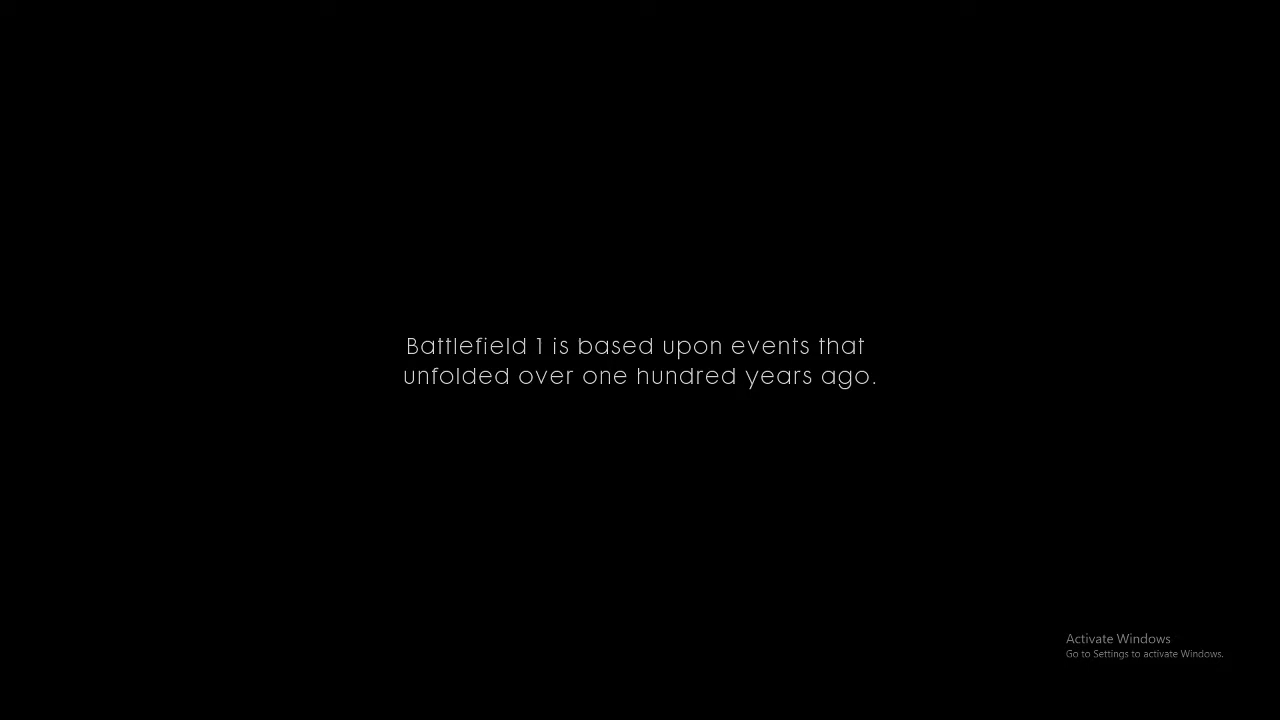 Battlefield 1 is based upon events that
unfolded over one hundred years ago.
Activate Windows
Go to Settings to activate Windows.